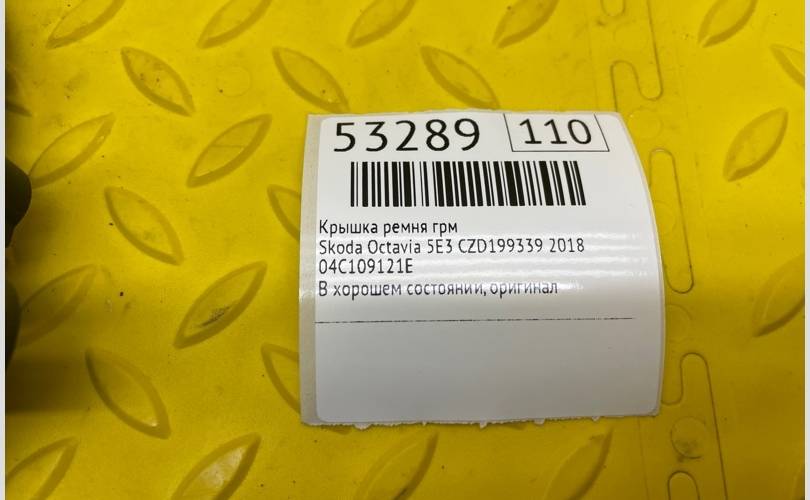 53289 110
Крышка ремня грм
Skoda Octavia 5E3 CZD199339 2018
04C109121E
В хорошем состоянии, оригинал